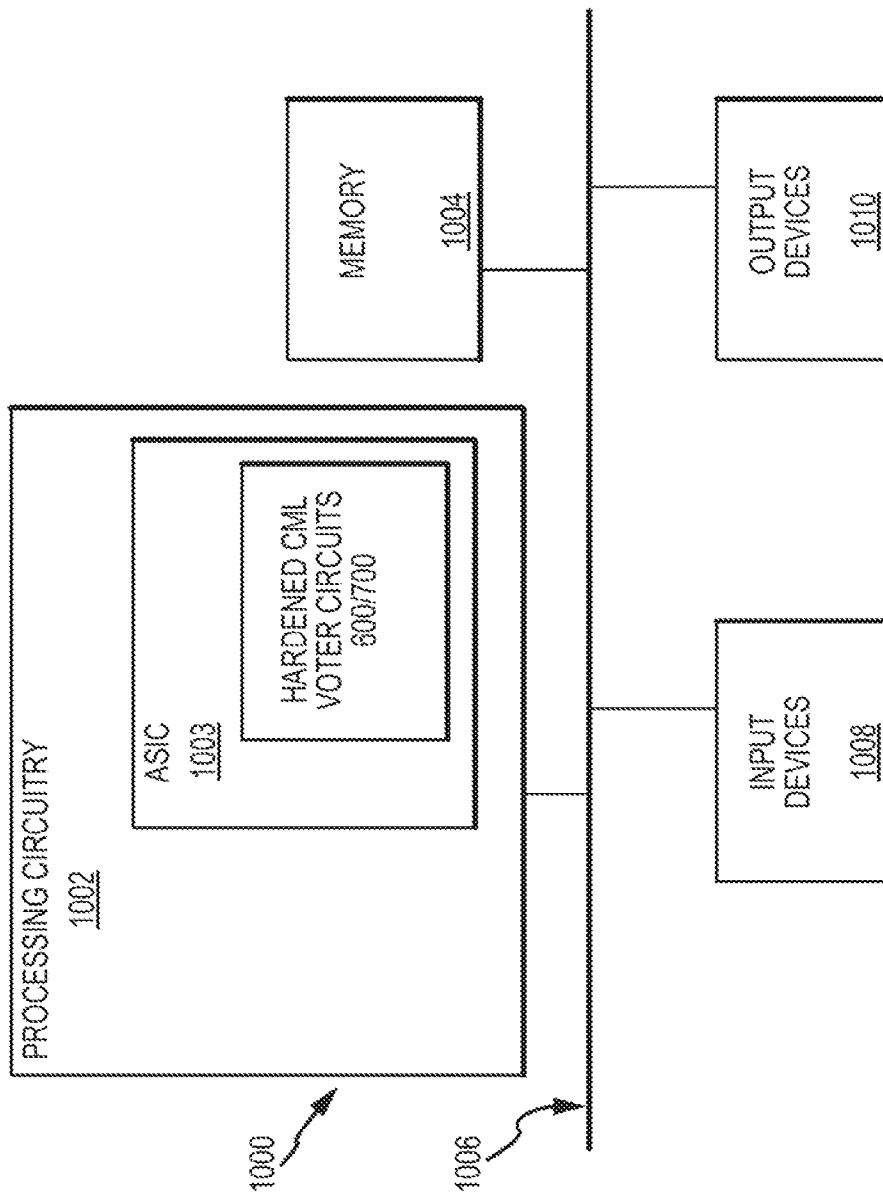 1000
PROCESSING CIRCUITRY
1002
ASIC
1003
HARDENED CML
VOTER CIRCUITS
800/700
MEMORY
1004
1006
INPUT
DEVICES
1008
OUTPUT
DEVICES
1010